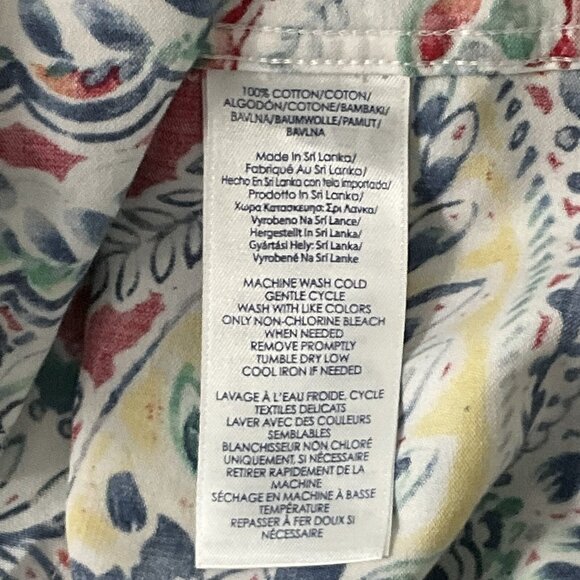 100% COTTON/COTON/
ALGODÓN/COTONE/BAMBAKI/
BAVLNA/BAUMWOLLE/PAMUT/
BAVLNA
Made In Sri Lanka/
Fabriqué Au Sri Lanka/
Hecho En Sri Lanka con tela importada/
Prodotto In Sri Lanka/
Χωρα Κατασκευης: Σρι Λανκα/
Vyrobeno Na Srí Lance/
Hergestellt In Sri Lanka/
Gyártási Hely: Srí Lanka/
Vyrobené Na Srí Lanke
MACHINE WASH COLD
GENTLE CYCLE
WASH WITH LIKE COLORS
ONLY NON-CHLORINE BLEACH
WHEN NEEDED
REMOVE PROMPTLY
TUMBLE DRY LOW
COOL IRON IF NEEDED
LAVAGE À L'EAU FROIDE, CYCLE
TEXTILES DELICATS
LAVER AVEC DES COULEURS
SEMBLABLES
BLANCHISSEUR NON CHLORÉ
UNIQUEMENT, SI NÉCESSAIRE
RETIRER RAPIDEMENT DE LA
MACHINE
SÉCHAGE EN MACHINE À BASSE
TEMPÉRATURE
REPASSER À FER DOUX SI
NÉCESSAIRE